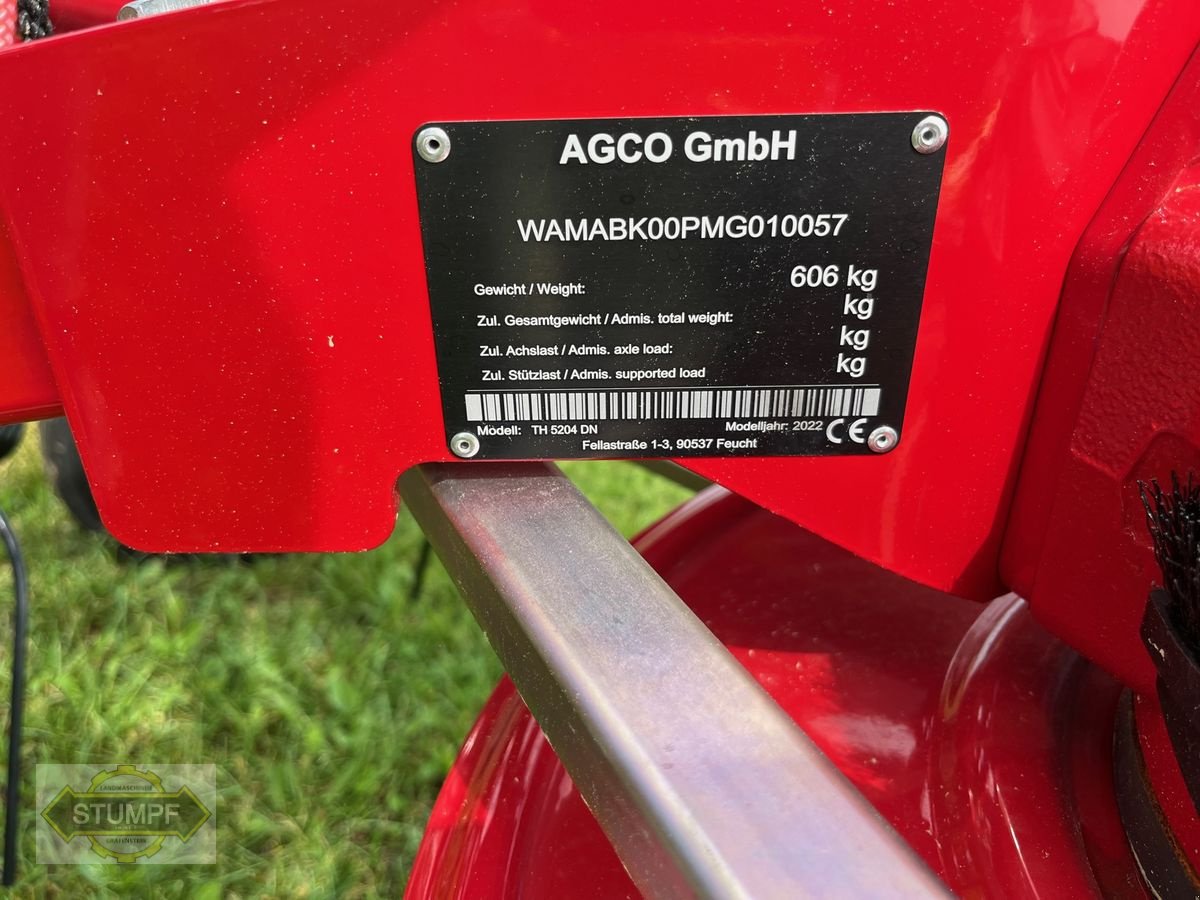 AGCO GmbH
WAMABK00PMG010057
Gewicht / Weight: 606 kg
Zul. Gesamtgewicht / Admis. total weight: kg
Zul. Achslast / Admis. axle load: kg
Zul. Stützlast / Admis. supported load kg
Modell: TH 5204 DN Modelljahr: 2022 CE
Fellastraße 1-3, 90537 Feucht
LANDMASCHINEN
STUMPF
GRAFENSTEIN